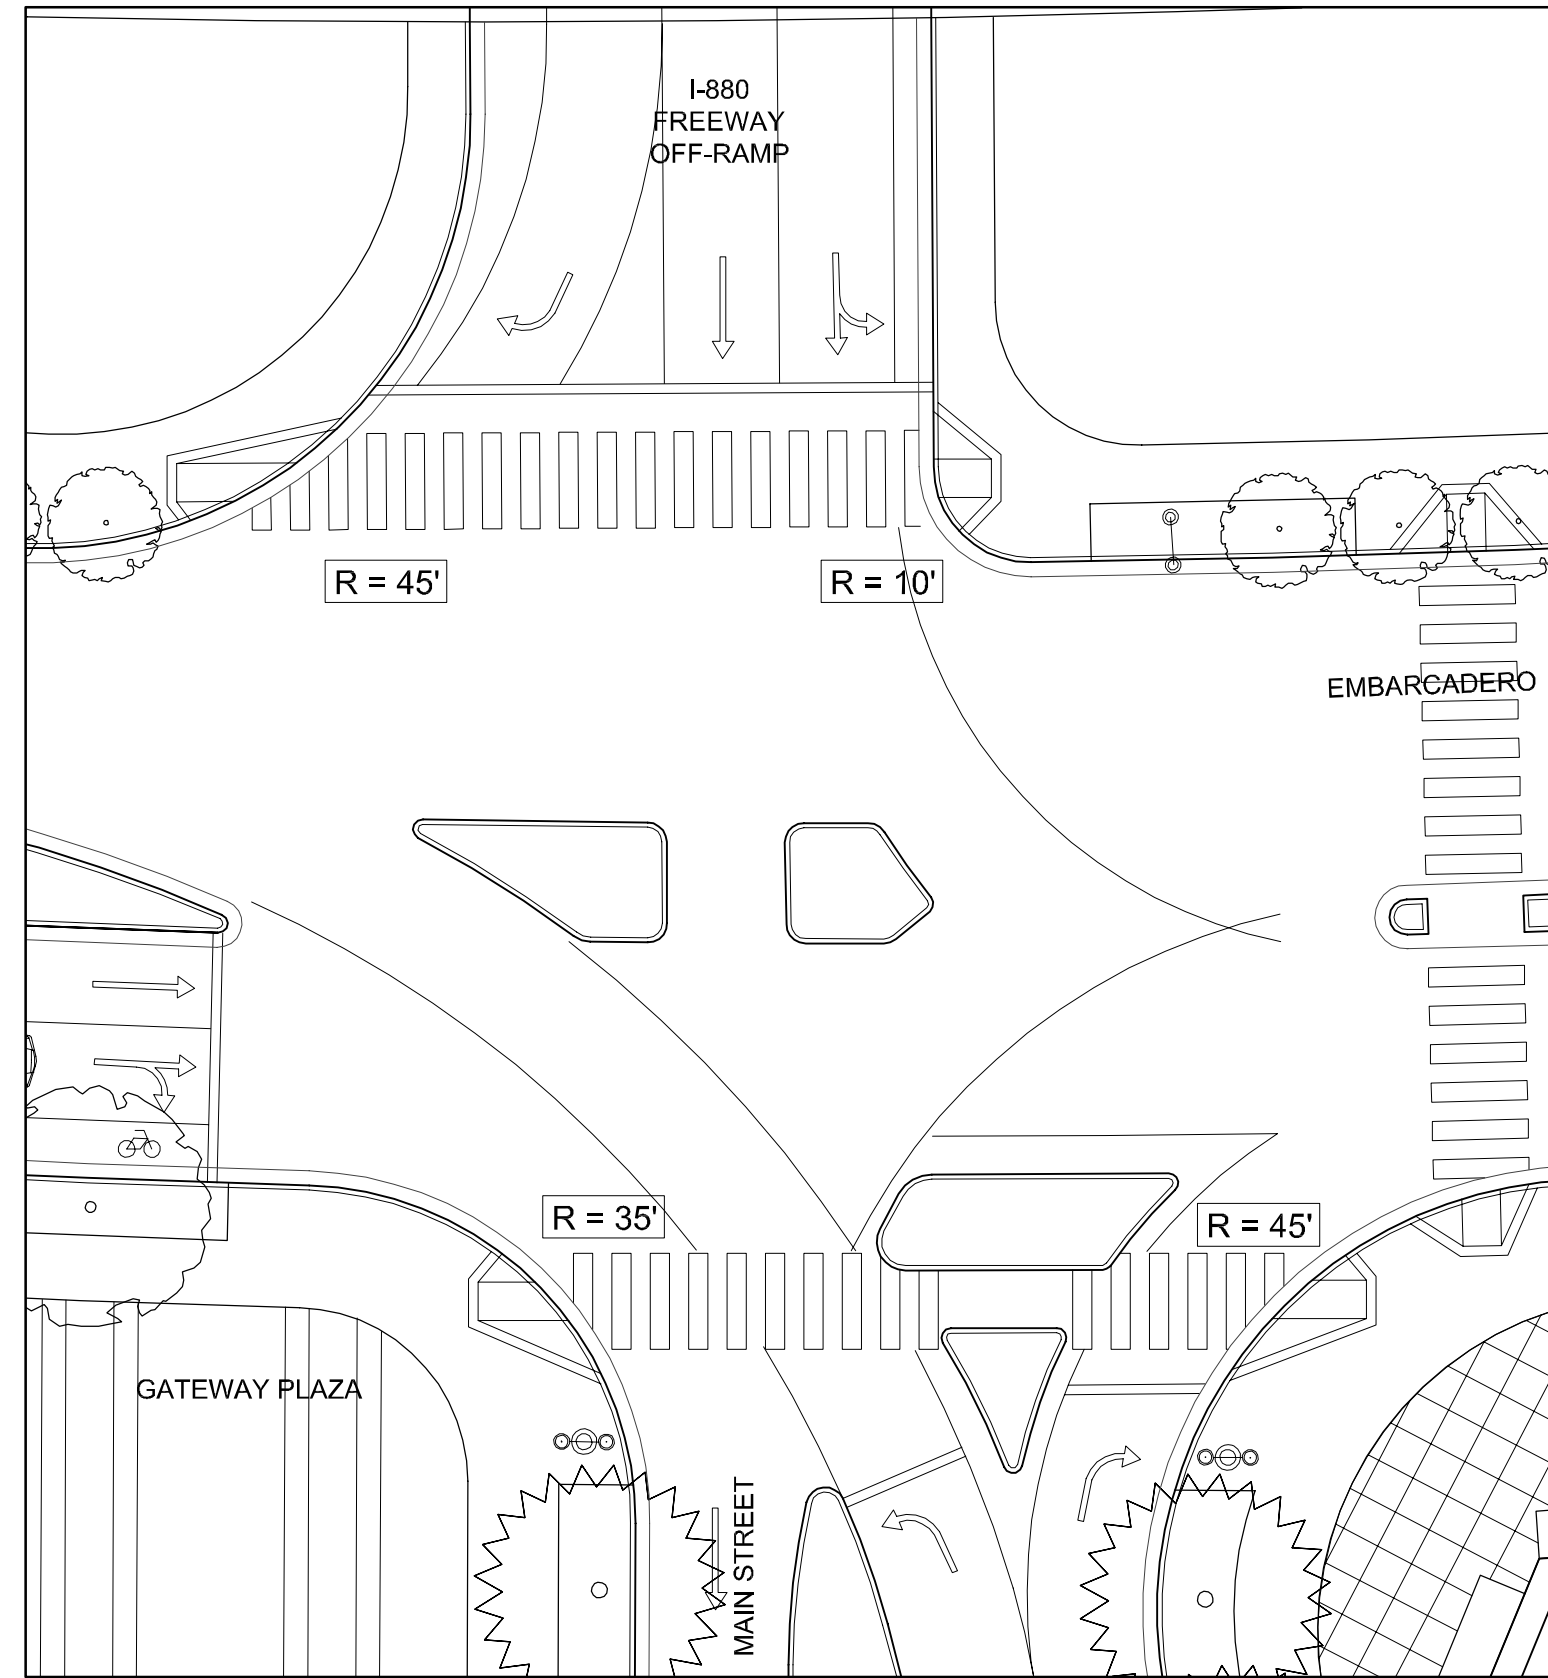 I-880
FREEWAY
OFF-RAMP
R = 45'
R = 10'
EMBARCADERO
R = 35'
R = 45'
GATEWAY PLAZA
MAIN STREET